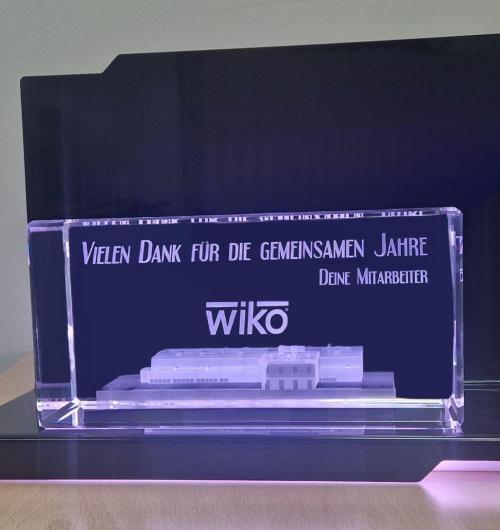 Vielen Dank für die gemeinsamen Jahre
Deine Mitarbeiter
wiko